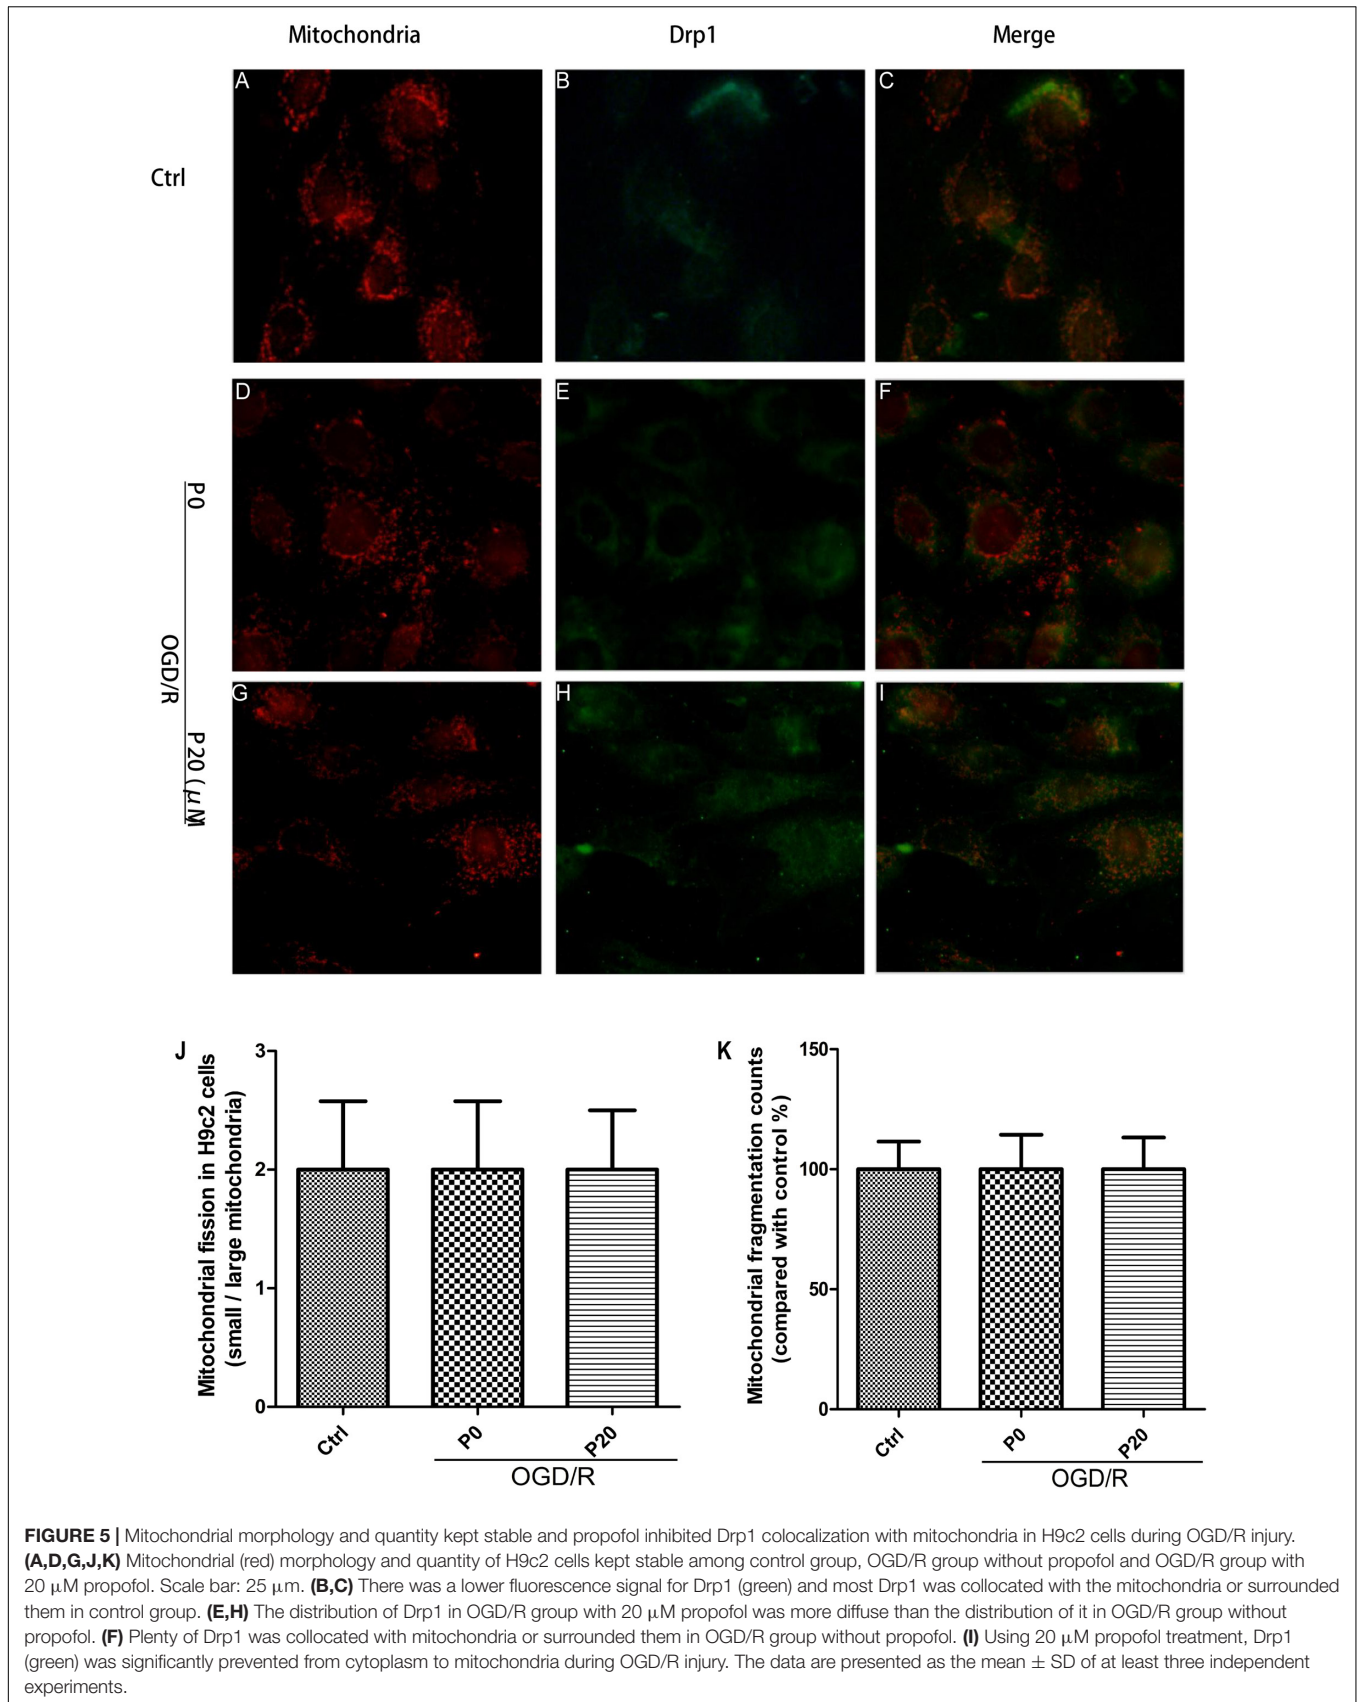 Mitochondria Drp1 Merge
A B C
Ctrl
D E F
P0
OGD/R
G H I
P20 (μM
J
Mitochondrial fission in H9c2 cells
(small / large mitochondria)
3
2
1
0
Ctrl P0 P20
OGD/R
K
Mitochondrial fragmentation counts
(compared with control %)
150
100
50
0
Ctrl P0 P20
OGD/R
FIGURE 5 | Mitochondrial morphology and quantity kept stable and propofol inhibited Drp1 colocalization with mitochondria in H9c2 cells during OGD/R injury.
(A,D,G,J,K) Mitochondrial (red) morphology and quantity of H9c2 cells kept stable among control group, OGD/R group without propofol and OGD/R group with
20 μM propofol. Scale bar: 25 μm. (B,C) There was a lower fluorescence signal for Drp1 (green) and most Drp1 was collocated with the mitochondria or surrounded
them in control group. (E,H) The distribution of Drp1 in OGD/R group with 20 μM propofol was more diffuse than the distribution of it in OGD/R group without
propofol. (F) Plenty of Drp1 was collocated with mitochondria or surrounded them in OGD/R group without propofol. (I) Using 20 μM propofol treatment, Drp1
(green) was significantly prevented from cytoplasm to mitochondria during OGD/R injury. The data are presented as the mean ± SD of at least three independent
experiments.